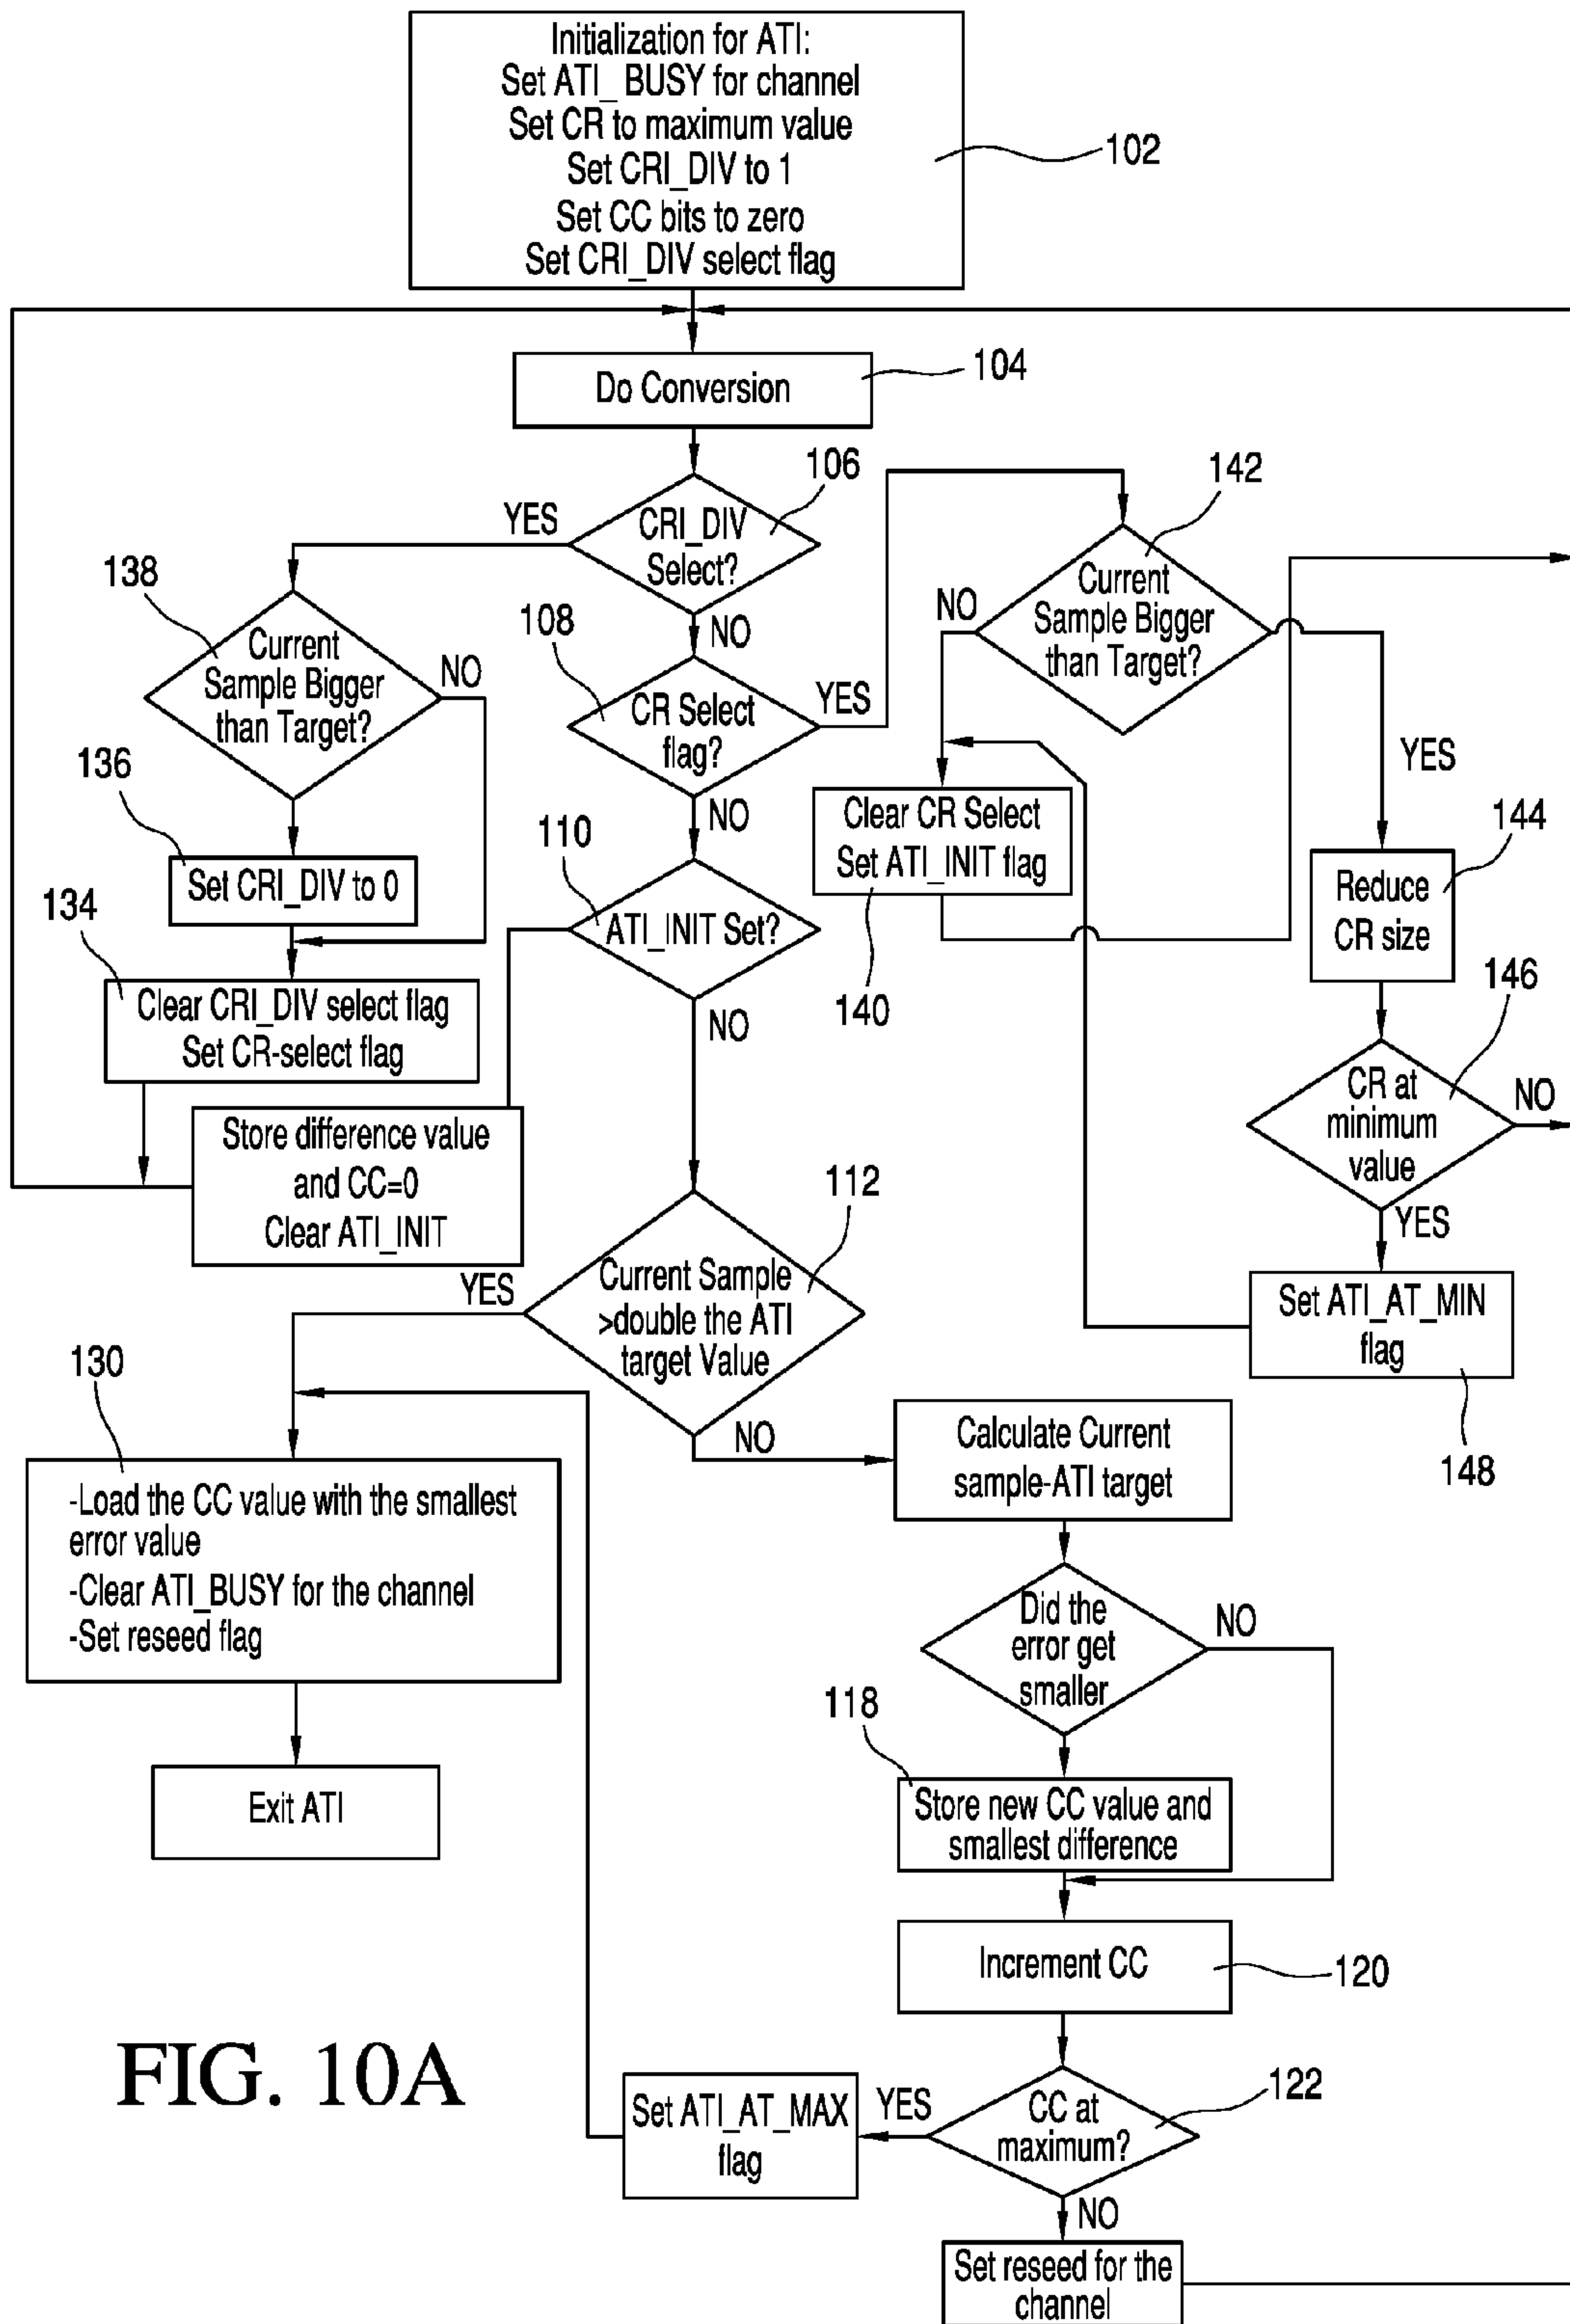 Initialization for ATI:
Set ATI_ BUSY for channel
Set CR to maximum value
Set CRI_DIV to 1
Set CC bits to zero
Set CRI_DIV select flag
102
Do Conversion
104
106
CRI_DIV
Select?
YES
NO
138
Current
Sample Bigger
than Target?
NO
108
CR Select
flag?
YES
NO
142
Current
Sample Bigger
than Target?
NO
YES
136
Set CRI_DIV to 0
134
Clear CRI_DIV select flag
Set CR-select flag
110
ATI_INIT Set?
NO
Clear CR Select
Set ATI_INIT flag
140
144
Reduce
CR size
146
CR at
minimum
value
NO
YES
Store difference value
and CC=0
Clear ATI_INIT
112
Current Sample
>double the ATI
target Value
YES
NO
Set ATI_AT_MIN
flag
148
130
-Load the CC value with the smallest
error value
-Clear ATI_BUSY for the channel
-Set reseed flag
Exit ATI
Calculate Current
sample-ATI target
Did the
error get
smaller
NO
118
Store new CC value and
smallest difference
Increment CC
120
122
CC at
maximum?
YES
NO
Set ATI_AT_MAX
flag
Set reseed for the
channel
FIG. 10A